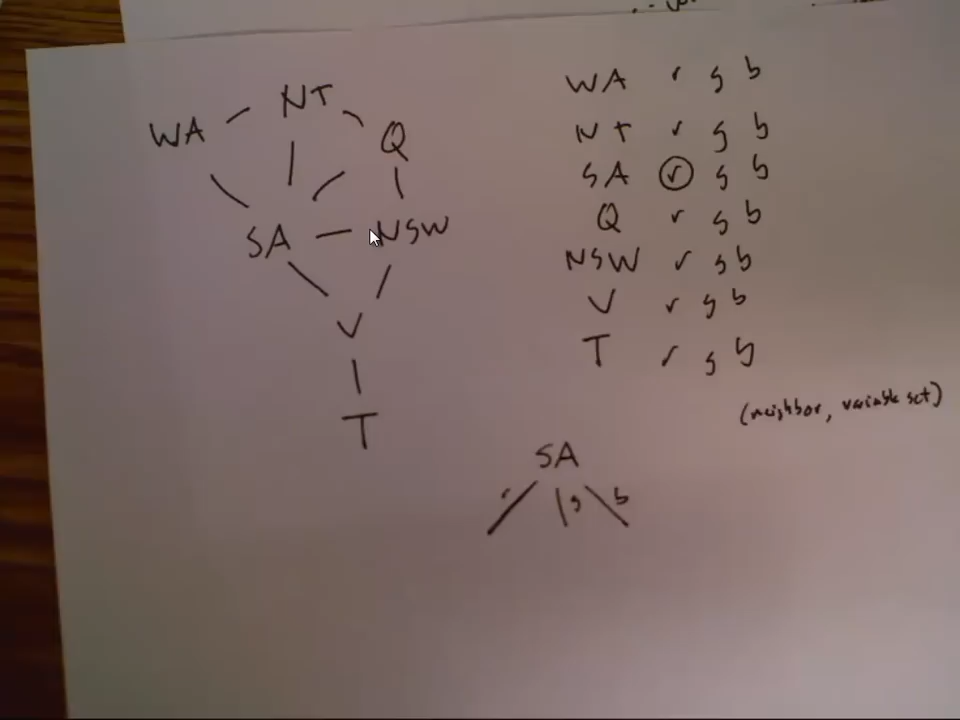 NT
WA
Q
SA NSW
V
T
WA r g b
NT r g b
SA r g b
Q r g b
NSW r g b
V r g b
T r g b
(neighbor, variable set)
SA
r g b